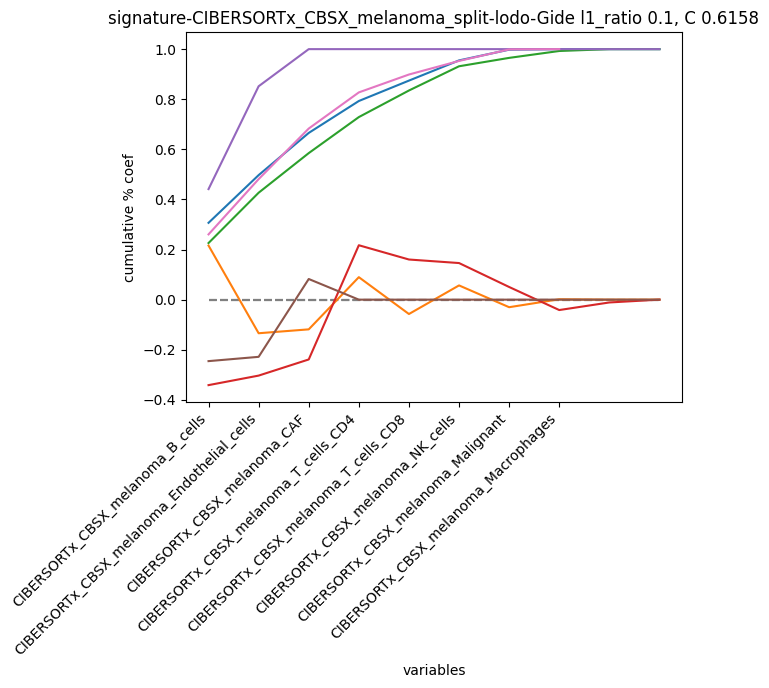 signature-CIBERSORTx_CBSX_melanoma_split-lodo-Gide l1_ratio 0.1, C 0.6158
cumulative % coef
1.0
0.8
0.6
0.4
0.2
0.0
−0.2
−0.4
CIBERSORTx_CBSX_melanoma_B_cells
CIBERSORTx_CBSX_melanoma_Endothelial_cells
CIBERSORTx_CBSX_melanoma_CAF
CIBERSORTx_CBSX_melanoma_T_cells_CD4
CIBERSORTx_CBSX_melanoma_T_cells_CD8
CIBERSORTx_CBSX_melanoma_NK_cells
CIBERSORTx_CBSX_melanoma_Malignant
CIBERSORTx_CBSX_melanoma_Macrophages
variables